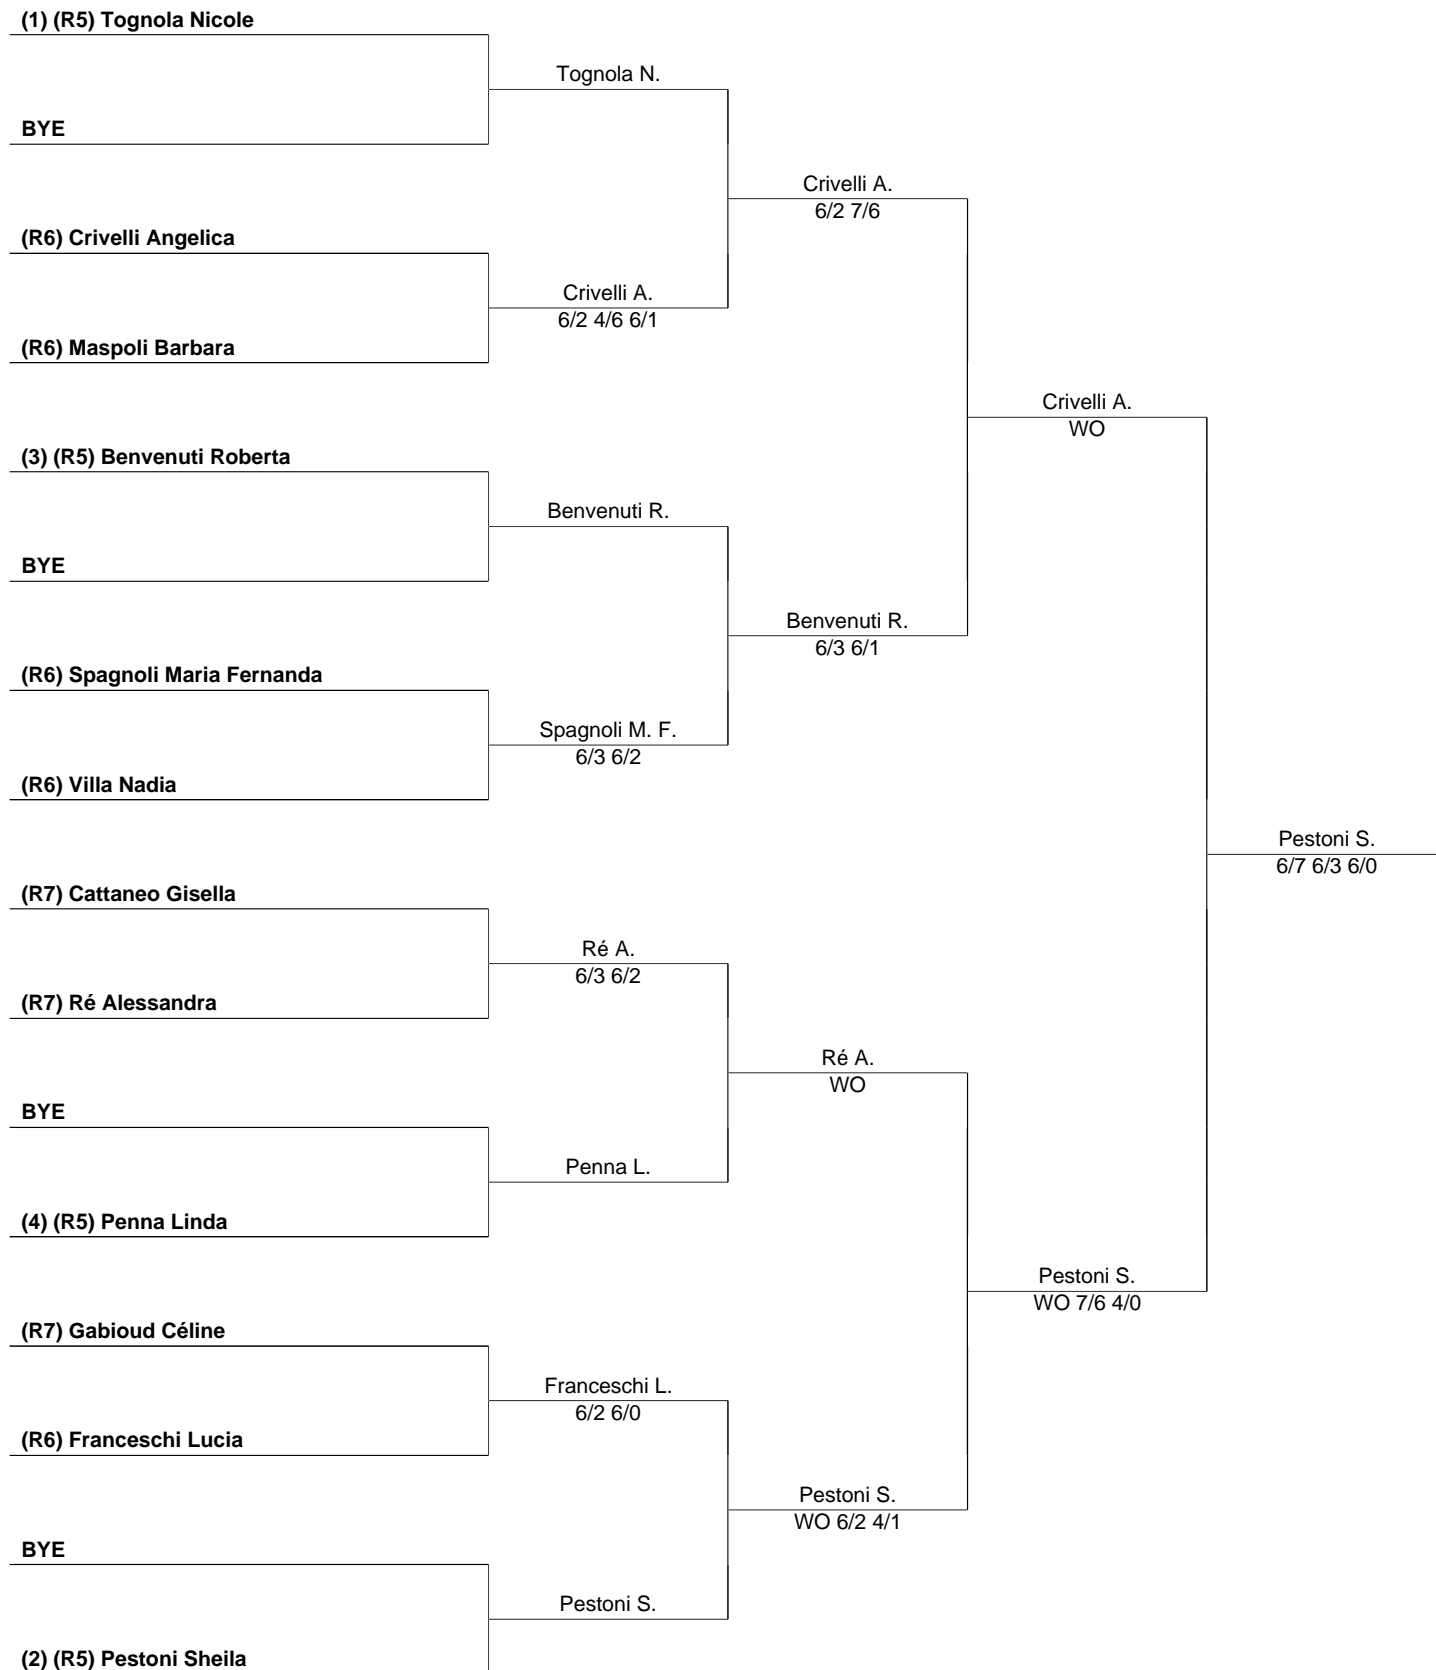 (1) (R5) Tognola Nicole
Tognola N.
BYE
Crivelli A.
6/2 7/6
(R6) Crivelli Angelica
Crivelli A.
6/2 4/6 6/1
(R6) Maspoli Barbara
Crivelli A.
WO
(3) (R5) Benvenuti Roberta
Benvenuti R.
BYE
Benvenuti R.
6/3 6/1
(R6) Spagnoli Maria Fernanda
Spagnoli M. F.
6/3 6/2
(R6) Villa Nadia
Pestoni S.
6/7 6/3 6/0
(R7) Cattaneo Gisella
Ré A.
6/3 6/2
(R7) Ré Alessandra
Ré A.
WO
BYE
Penna L.
(4) (R5) Penna Linda
Pestoni S.
WO 7/6 4/0
(R7) Gabioud Céline
Franceschi L.
6/2 6/0
(R6) Franceschi Lucia
Pestoni S.
WO 6/2 4/1
BYE
Pestoni S.
(2) (R5) Pestoni Sheila